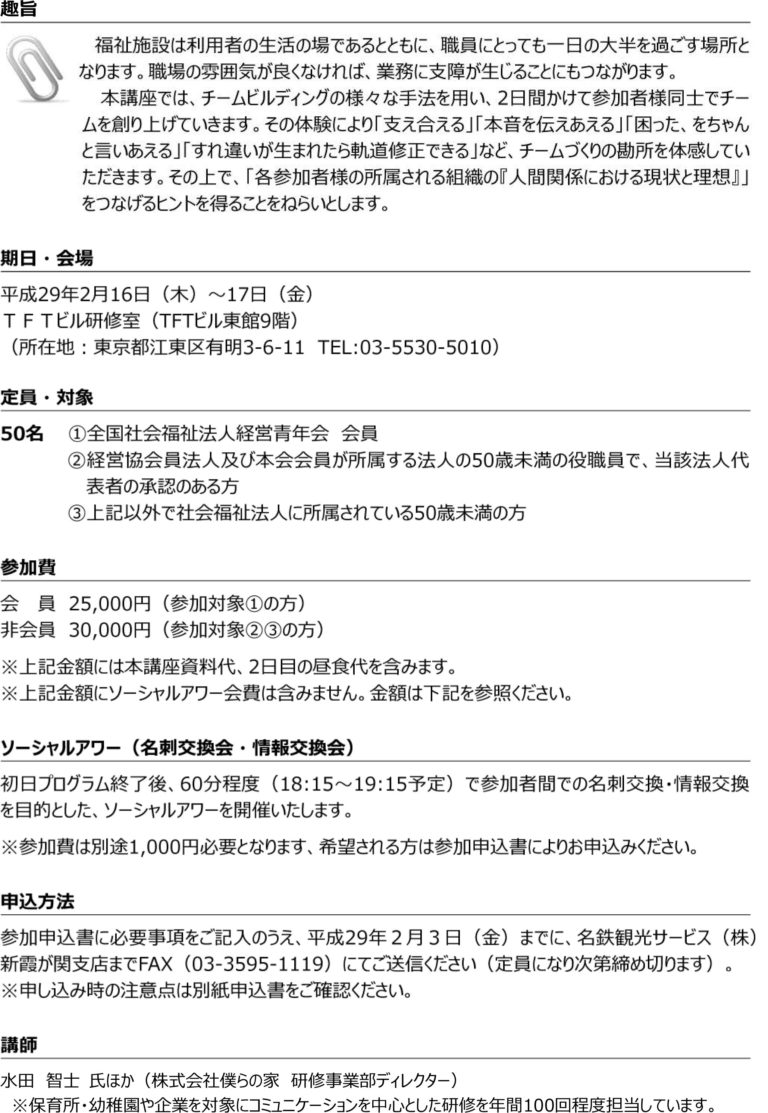 趣旨
福祉施設は利用者の生活の場であるとともに、職員にとっても一日の大半を過ごす場所と
なります。職場の雰囲気が良くなければ、業務に支障が生じることにもつながります。
本講座では、チームビルディングの様々な手法を用い、2日間かけて参加者様同士でチー
ムを創り上げていきます。その体験により「支え合える」「本音を伝えあえる」「困った、をちゃん
と言いあえる」「すれ違いが生まれたら軌道修正できる」など、チームづくりの勘所を体感してい
ただきます。その上で、「各参加者様の所属される組織の『人間関係における現状と理想』」
をつなげるヒントを得ることをねらいとします。
期日・会場
平成29年2月16日（木）～17日（金）
ＴＦＴビル研修室（TFTビル東館9階）
（所在地：東京都江東区有明3-6-11 TEL:03-5530-5010）
定員・対象
50名 ①全国社会福祉法人経営青年会 会員
②経営協会員法人及び本会会員が所属する法人の50歳未満の役職員で、当該法人代
表者の承認のある方
③上記以外で社会福祉法人に所属されている50歳未満の方
参加費
会　員 25,000円（参加対象①の方）
非会員 30,000円（参加対象②③の方）
※上記金額には本講座資料代、2日目の昼食代を含みます。
※上記金額にソーシャルアワー会費は含みません。金額は下記を参照ください。
ソーシャルアワー（名刺交換会・情報交換会）
初日プログラム終了後、60分程度（18:15～19:15予定）で参加者間での名刺交換・情報交換
を目的とした、ソーシャルアワーを開催いたします。
※参加費は別途1,000円必要となります、希望される方は参加申込書によりお申込みください。
申込方法
参加申込書に必要事項をご記入のうえ、平成29年２月３日（金）までに、名鉄観光サービス（株）
新霞が関支店までFAX（03-3595-1119）にてご送信ください（定員になり次第締め切ります）。
※申し込み時の注意点は別紙申込書をご確認ください。
講師
水田　智士　氏ほか（株式会社僕らの家　研修事業部ディレクター）
※保育所・幼稚園や企業を対象にコミュニケーションを中心とした研修を年間100回程度担当しています。